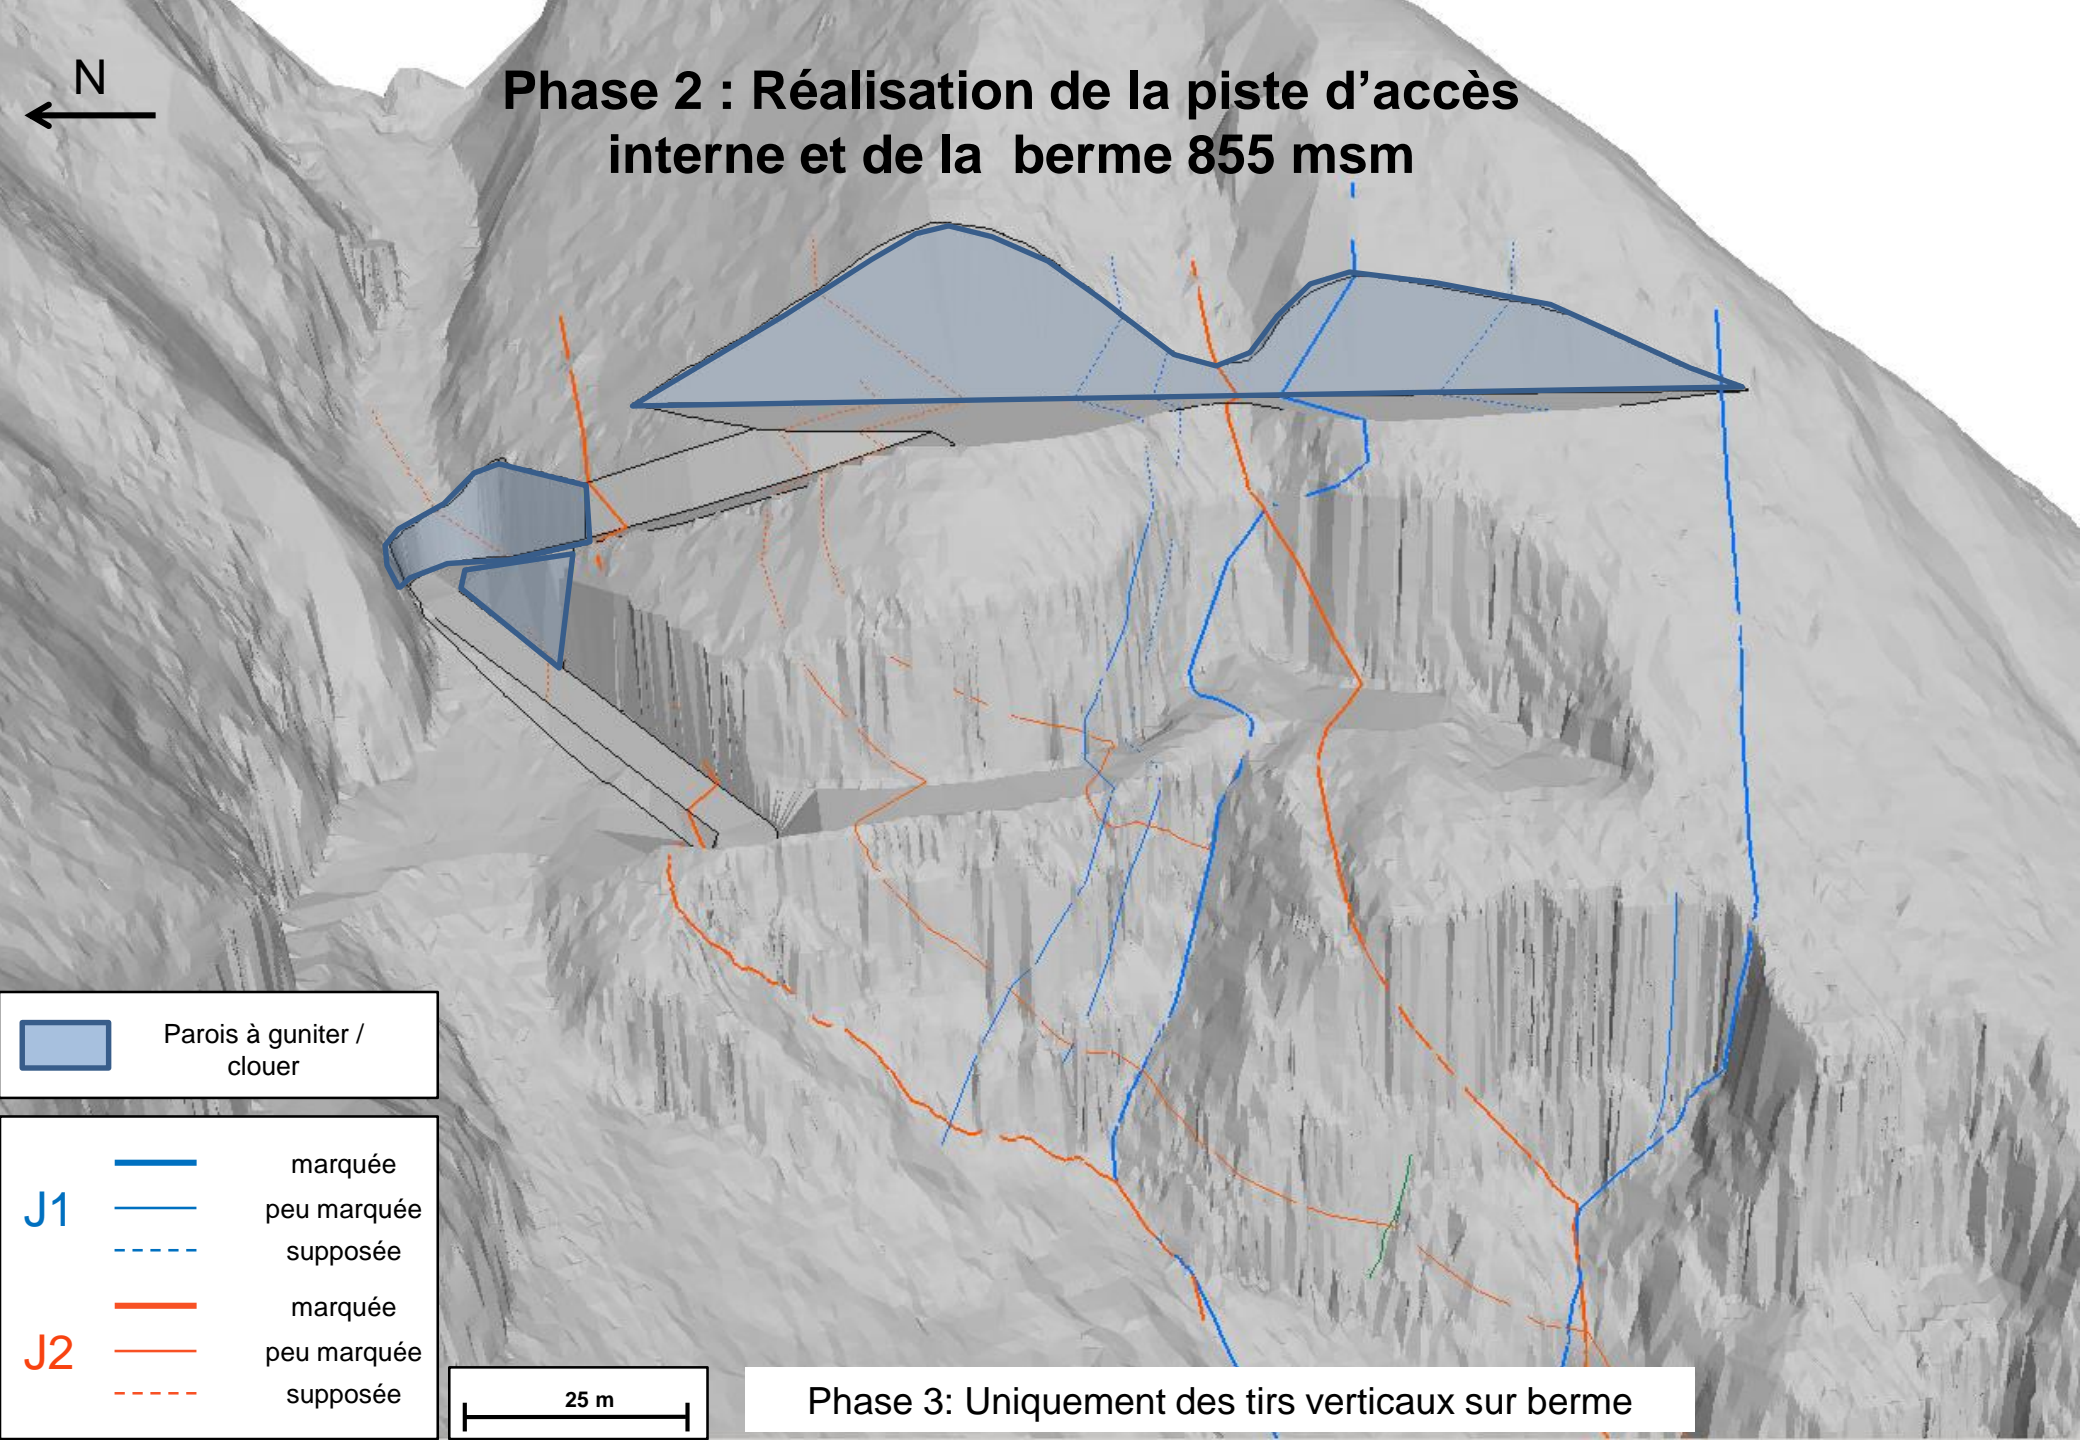 N
Phase 2 : Réalisation de la piste d’accès
interne et de la berme 855 msm
Parois à guniter /
clouer
J1
marquée
peu marquée
supposée
J2
marquée
peu marquée
supposée
25 m
Phase 3: Uniquement des tirs verticaux sur berme